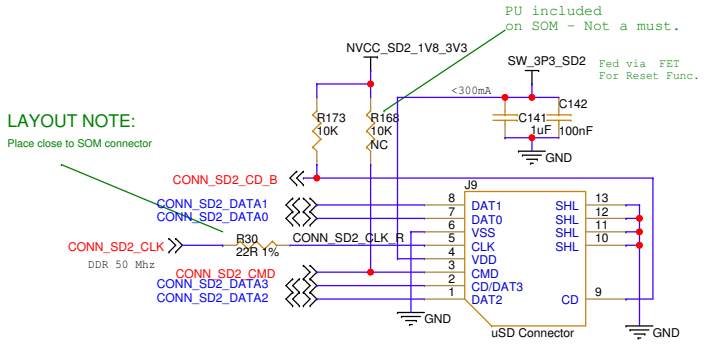 PU included
on SOM - Not a must.
NVCC_SD2_1V8_3V3
SW_3P3_SD2
Fed via FET
For Reset Func.
<300mA
R173
10K
R168
10K
NC
C141
1uF
C142
100nF
GND
LAYOUT NOTE:
Place close to SOM connector
J9
CONN_SD2_CD_B
CONN_SD2_DATA1
8
DAT1
SHL
13
CONN_SD2_DATA0
7
DAT0
SHL
12
6
VSS
SHL
11
CONN_SD2_CLK
R30
22R 1%
CONN_SD2_CLK_R
5
CLK
SHL
10
DDR 50 Mhz
4
VDD
CONN_SD2_CMD
3
CMD
CONN_SD2_DATA3
2
CD/DAT3
CONN_SD2_DATA2
1
DAT2
CD
9
GND
uSD Connector
GND